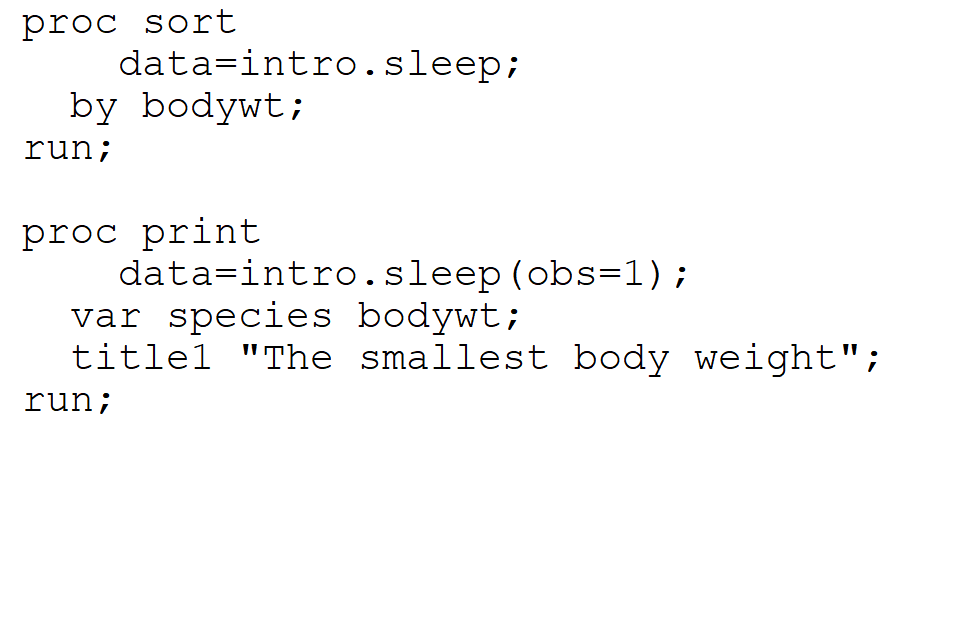 proc sort
    data=intro.sleep;
  by bodywt;
run;

proc print
    data=intro.sleep(obs=1);
  var species bodywt;
  title1 "The smallest body weight";
run;